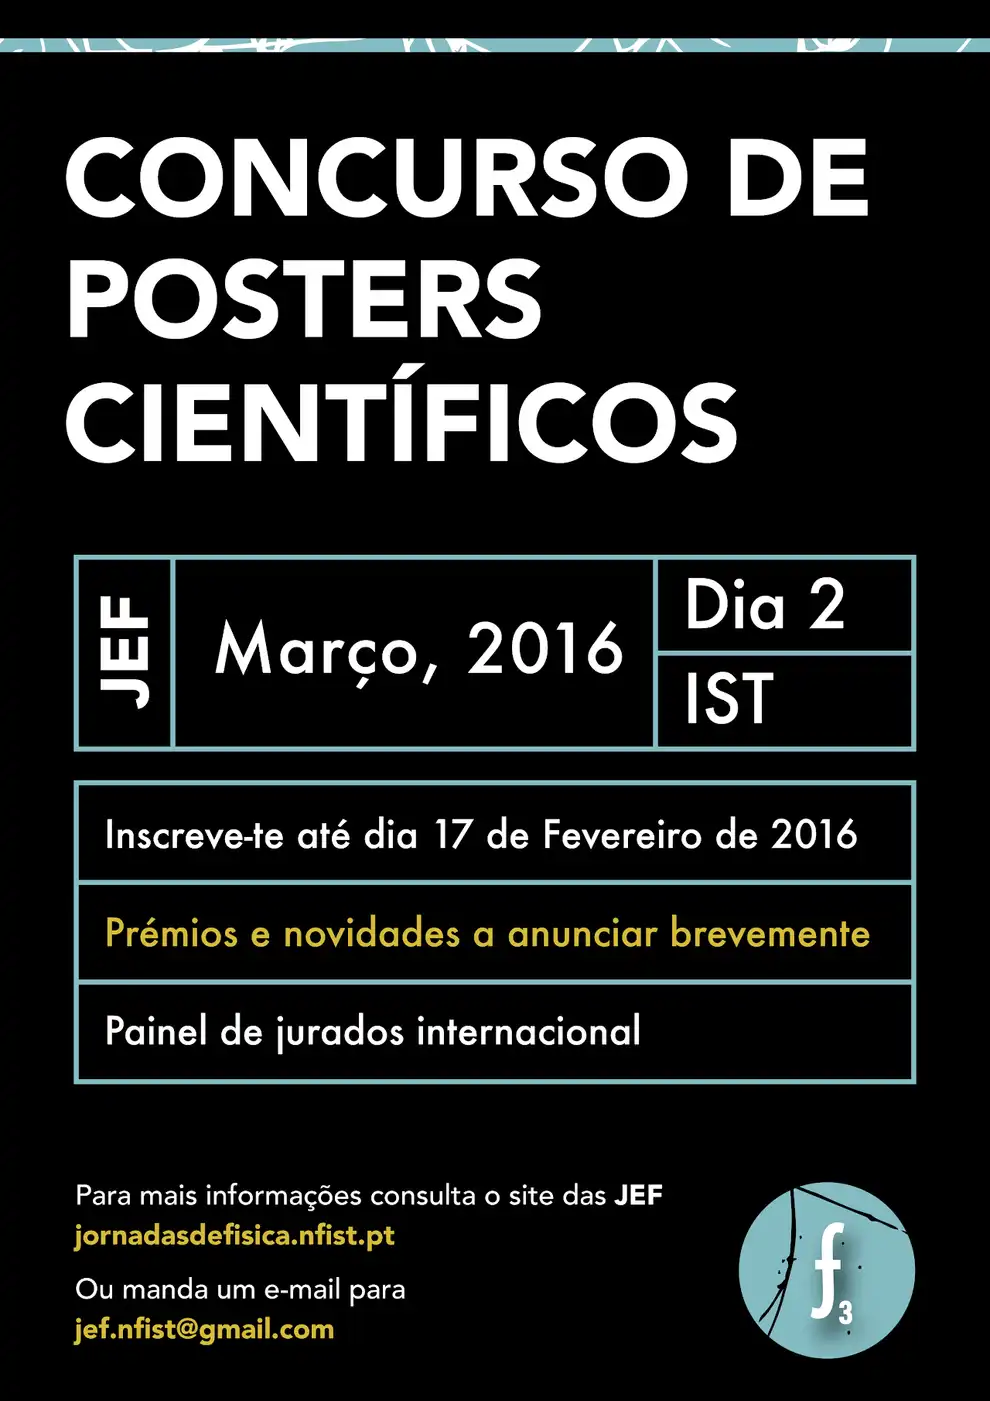 CONCURSO DE
POSTERS
CIENTÍFICOS
JEF
Março, 2016
Dia 2
IST
Inscreve-te até dia 17 de Fevereiro de 2016
Prémios e novidades a anunciar brevemente
Painel de jurados internacional
Para mais informações consulta o site das JEF
jornadasdefisica.nfist.pt
Ou manda um e-mail para
jef.nfist@gmail.com
f3